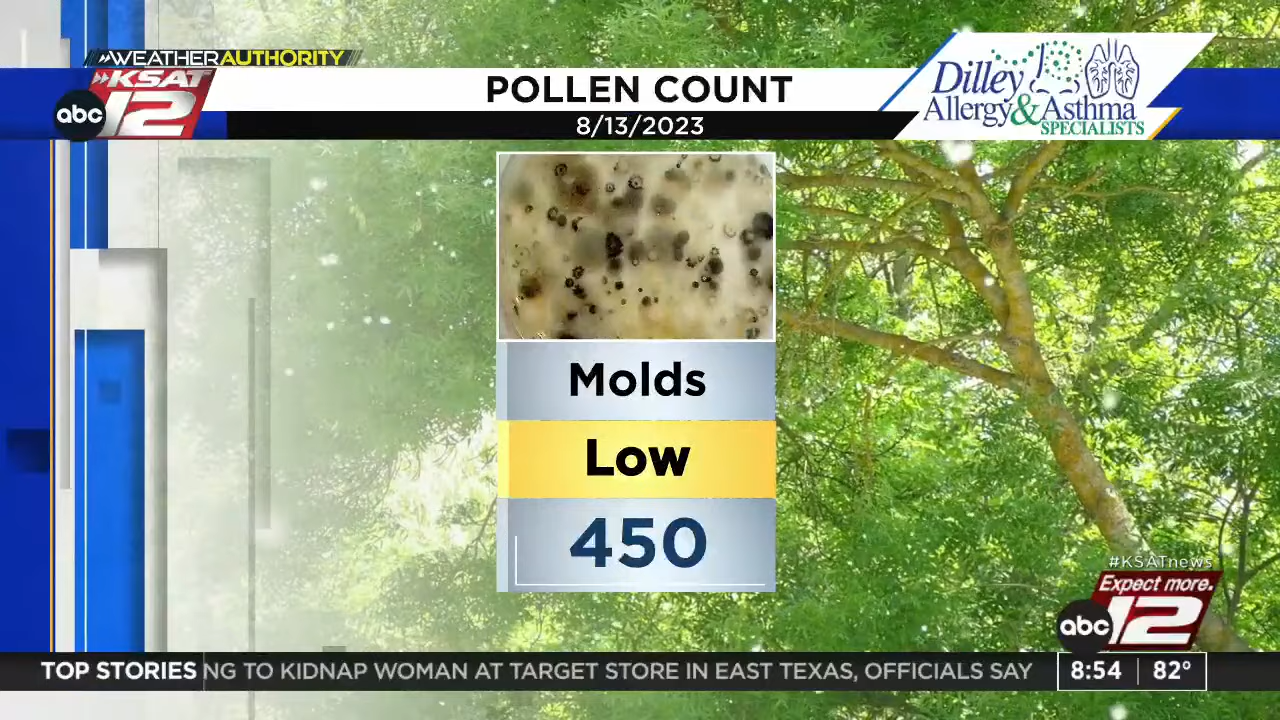 »WEATHERAUTHORITY
»KSAT
abc 12
POLLEN COUNT
8/13/2023
Dilley
Allergy&Asthma
SPECIALISTS
Molds
Low
450
#KSATnews
Expect more.
abc 12
TOP STORIES NG TO KIDNAP WOMAN AT TARGET STORE IN EAST TEXAS, OFFICIALS SAY 8:54 82°